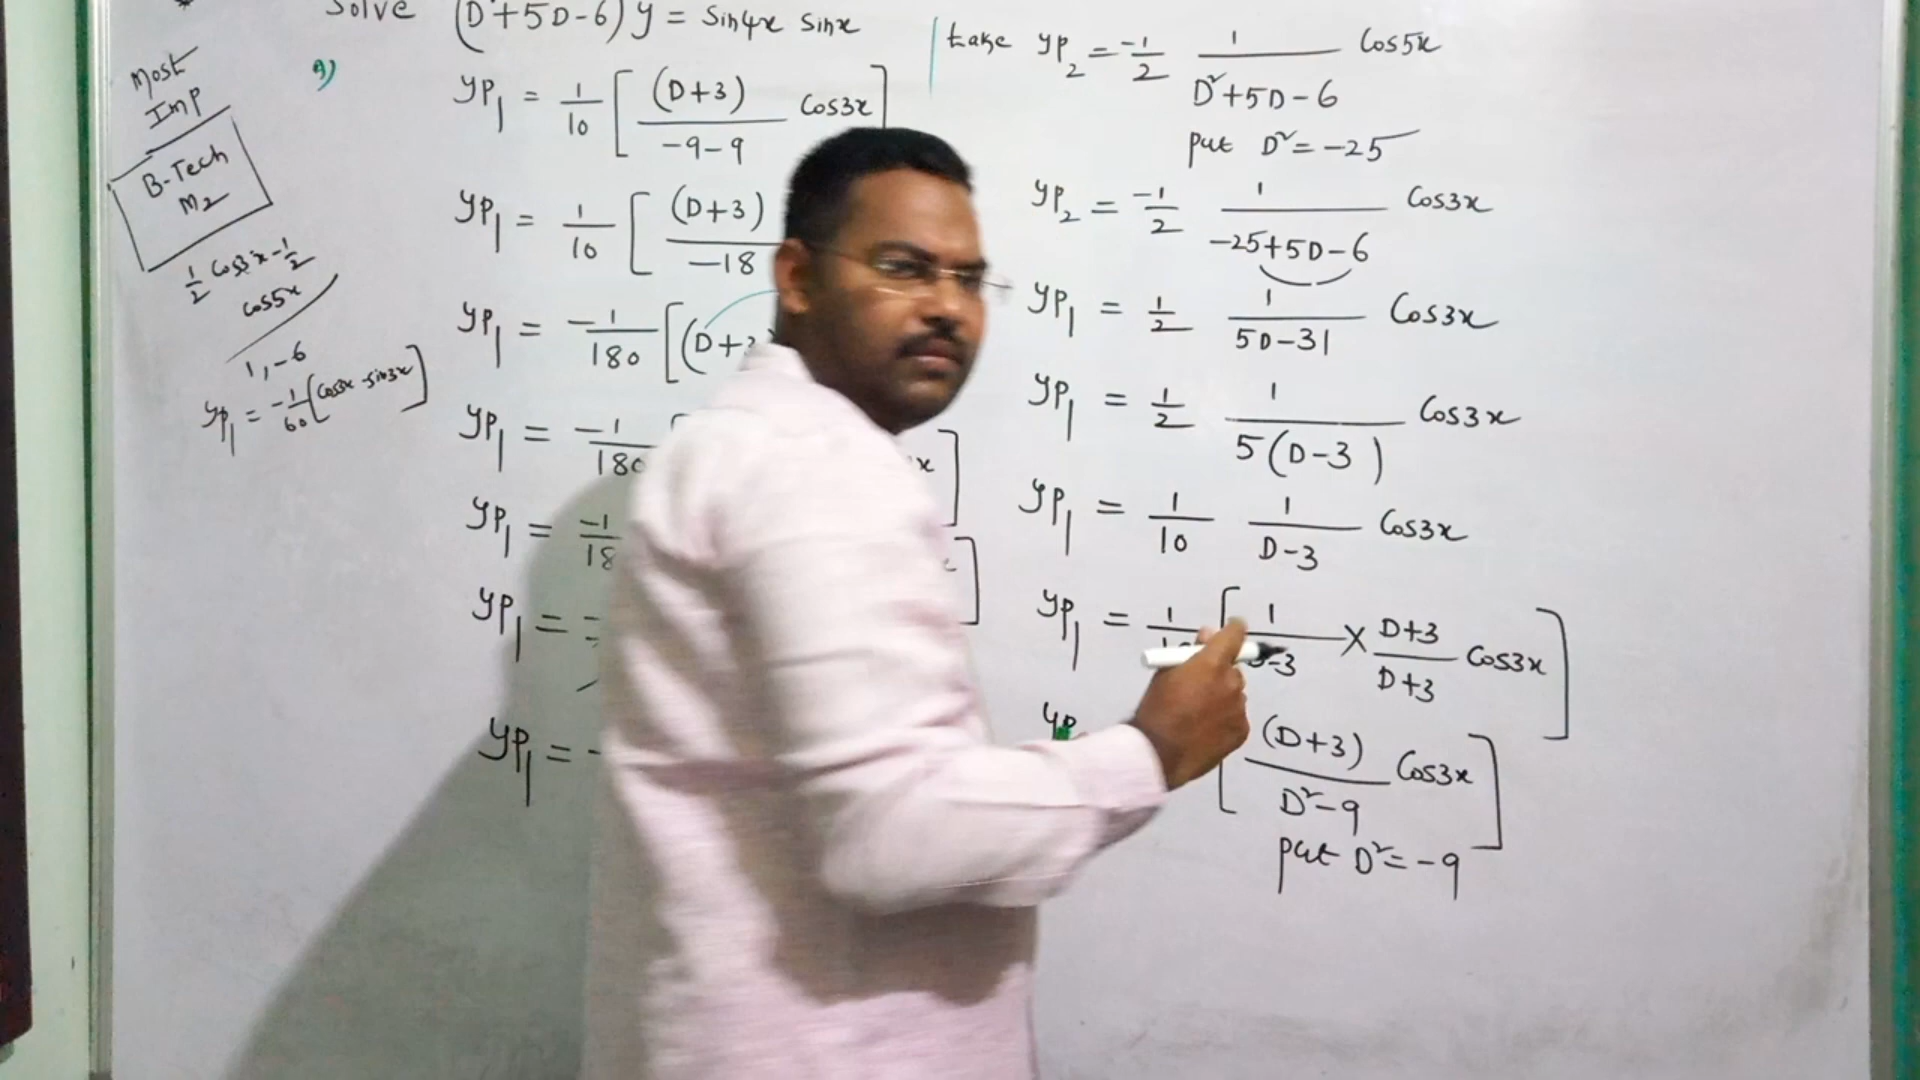 Solve (D²+5D-6) y = Sin4x sinx
Most
Imp
B-Tech
M2
1/2 Cos3x - 1/2
cos5x
1, -6
yp₁ = -1/60 [cos3x - sin3x]
A)
yp₁ = 1/10 [(D+3)/(-9-9) Cos3x]
yp₁ = 1/10 [(D+3)/-18
yp₁ = -1/180 [(D+3
yp₁ = -1/180 [ x]
yp₁ = -1/18
yp₁ =
yp₁ = -
take yp₂ = -1/2 1/(D²+5D-6) Cos5x
put D² = -25
yp₂ = -1/2 1/(-25+5D-6) Cos3x
yp₁ = 1/2 1/(5D-31) Cos3x
yp₁ = 1/2 1/(5(D-3)) Cos3x
yp₁ = 1/10 1/(D-3) Cos3x
yp₁ = 1/10 [1/(D-3) × (D+3)/(D+3) Cos3x]
yp [(D+3)/(D²-9) Cos3x]
put D² = -9